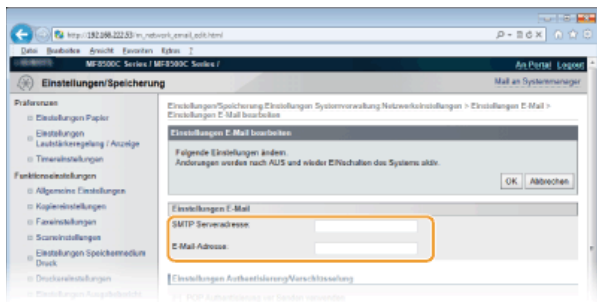 http://192.168.222.53/m_network_email_edit.html
Datei Bearbeiten Ansicht Favoriten Extras ?
MF8500C Series / MF8500C Series /
An Portal Logout
Einstellungen/Speicherung
Mail an Systemmanager
Präferenzen
Einstellungen Papier
Einstellungen
Lautstärkeregelung / Anzeige
Timereinstellungen
Funktionseinstellungen
Allgemeine Einstellungen
Kopiereinstellungen
Faxeinstellungen
Scaneinstellungen
Einstellungen Speichermedium
Druck
Druckereinstellungen
Einstellungen/Speicherung:Einstellungen Systemverwaltung:Netzwerkeinstellungen > Einstellungen E-Mail >
Einstellungen E-Mail bearbeiten
Einstellungen E-Mail bearbeiten
Folgende Einstellungen ändern.
Änderungen werden nach AUS und wieder EINschalten des Systems aktiv.
OK Abbrechen
Einstellungen E-Mail
SMTP Serveradresse:
E-Mail-Adresse:
Einstellungen Authentisierung/Verschlüsselung